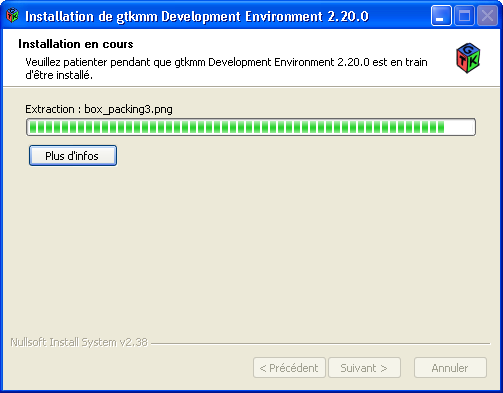 Installation de gtkmm Development Environment 2.20.0
Installation en cours
Veuillez patienter pendant que gtkmm Development Environment 2.20.0 est en train
d'être installé.
GTK
Extraction : box_packing3.png
Plus d'infos
Nullsoft Install System v2.38
< Précédent Suivant > Annuler